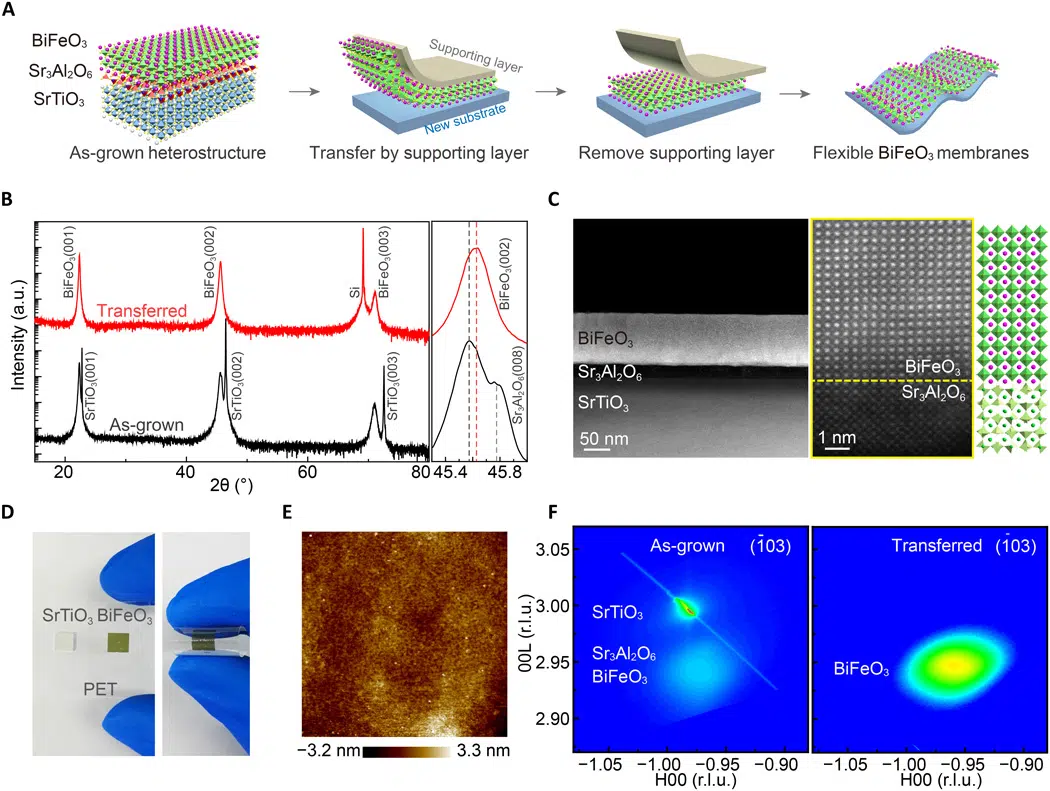 A
BiFeO₃
Sr₃Al₂O₆
SrTiO₃
Supporting layer
New substrate
As-grown heterostructure
Transfer by supporting layer
Remove supporting layer
Flexible BiFeO₃ membranes
B
Intensity (a.u.)
BiFeO₃(001)
BiFeO₃(002)
Si
BiFeO₃(003)
Transferred
SrTiO₃(001)
SrTiO₃(002)
SrTiO₃(003)
As-grown
BiFeO₃(002)
Sr₃Al₂O₆(008)
20 40 60 80 45.4 45.8
2θ (°)
C
BiFeO₃
Sr₃Al₂O₆
SrTiO₃
50 nm
BiFeO₃
Sr₃Al₂O₆
1 nm
D
SrTiO₃ BiFeO₃
PET
E
−3.2 nm 3.3 nm
F
00L (r.l.u.)
3.05
3.00
2.95
2.90
As-grown (1̄03)
SrTiO₃
Sr₃Al₂O₆
BiFeO₃
−1.05 −1.00 −0.95 −0.90
H00 (r.l.u.)
Transferred (1̄03)
BiFeO₃
−1.05 −1.00 −0.95 −0.90
H00 (r.l.u.)